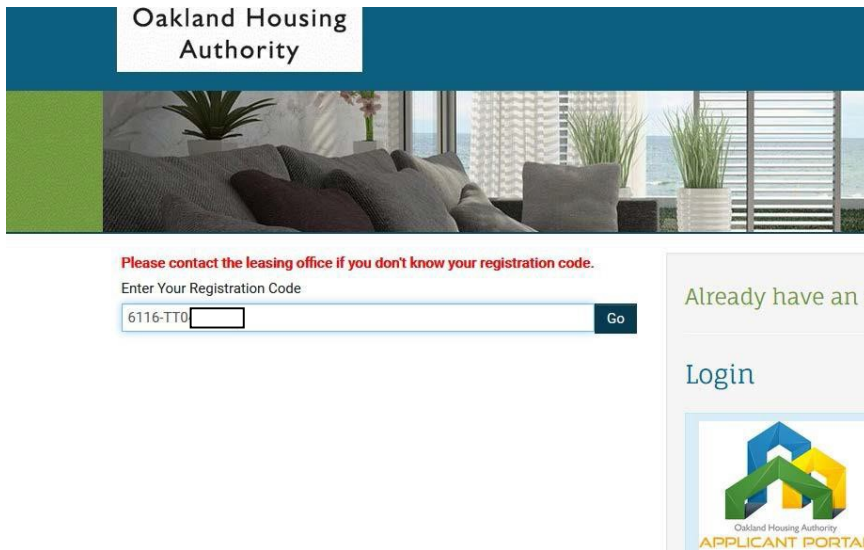 Oakland Housing
Authority
Please contact the leasing office if you don't know your registration code.
Enter Your Registration Code
6116-TT0
Go
Already have an
Login
Oakland Housing Authority
APPLICANT PORTAL